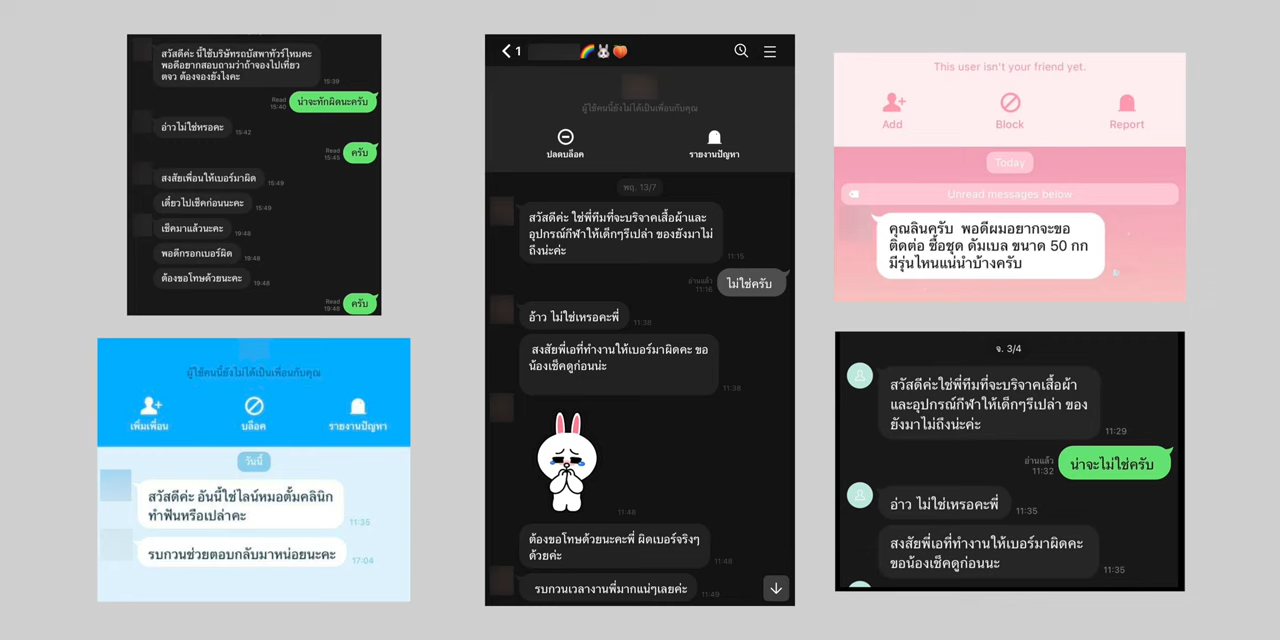 สวัสดีค่ะ นี้ใช้บริษัทรถบัสพาทัวร์ไหมคะ
พอดีอยากสอบถามว่าถ้าจองไปเที่ยว
ตจว ต้องจองยังไงคะ
15:39
น่าจะทักผิดนะครับ
Read
15:40
อ่าวไม่ใช่หรอคะ
15:42
ครับ
Read
15:45
สงสัยเพื่อนให้เบอร์มาผิด
15:49
เดี๋ยวไปเช็คก่อนนะคะ
15:49
เช็คมาแล้วนะคะ
19:48
พอดีกรอกเบอร์ผิด
19:48
ต้องขอโทษด้วยนะคะ
19:48
ครับ
Read
19:48
ผู้ใช้คนนี้ยังไม่ได้เป็นเพื่อนกับคุณ
เพิ่มเพื่อน
บล็อค
รายงานปัญหา
วันนี้
สวัสดีค่ะ อันนี้ใช่ไลน์หมอตั้มคลินิก
ทำฟันหรือเปล่าคะ
11:35
รบกวนช่วยตอบกลับมาหน่อยนะคะ
17:04
1
ผู้ใช้คนนี้ยังไม่ได้เป็นเพื่อนกับคุณ
ปลดบล็อค
รายงานปัญหา
พฤ. 13/7
สวัสดีค่ะ ใช่พี่ทีมที่จะบริจาคเสื้อผ้าและ
อุปกรณ์กีฬาให้เด็กๆรึเปล่า ของยังมาไม่
ถึงน่ะค่ะ
11:15
ไม่ใช่ครับ
อ่านแล้ว
11:16
อ้าว ไม่ใช่เหรอคะพี่
11:38
สงสัยพี่เอที่ทำงานให้เบอร์มาผิดคะ ขอ
น้องเช็คดูก่อนน่ะ
11:38
11:48
ต้องขอโทษด้วยนะคะพี่ ผิดเบอร์จริงๆ
ด้วยค่ะ
11:48
รบกวนเวลางานพี่มากแน่ๆเลยค่ะ
11:49
This user isn't your friend yet.
Add
Block
Report
Today
Unread messages below
คุณลินครับ พอดีผมอยากจะขอ
ติดต่อ ซื้อชุด ดัมเบล ขนาด 50 กก
มีรุ่นไหนแน่นำบ้างครับ
จ. 3/4
สวัสดีค่ะใช่พี่ทีมที่จะบริจาคเสื้อผ้า
และอุปกรณ์กีฬาให้เด็กๆรึเปล่า ของ
ยังมาไม่ถึงน่ะค่ะ
11:29
น่าจะไม่ใช่ครับ
อ่านแล้ว
11:32
อ่าว ไม่ใช่เหรอคะพี่
11:35
สงสัยพี่เอที่ทำงานให้เบอร์มาผิดคะ
ขอน้องเช็คดูก่อนนะ
11:35